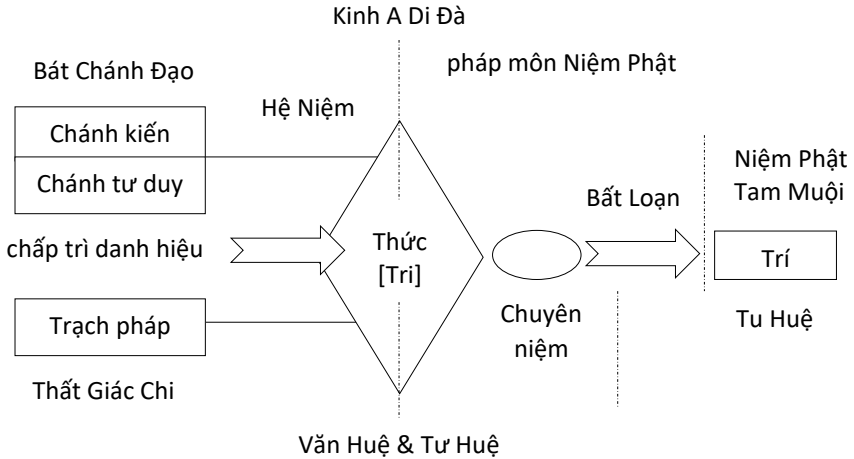 Kinh A Di Đà
Bát Chánh Đạo
pháp môn Niệm Phật
Hệ Niệm
Chánh kiến
Chánh tư duy
Niệm Phật
Tam Muội
Bất Loạn
chấp trì danh hiệu
Thức
[Tri]
Trí
Trạch pháp
Chuyên
niệm
Tu Huệ
Thất Giác Chi
Văn Huệ & Tư Huệ